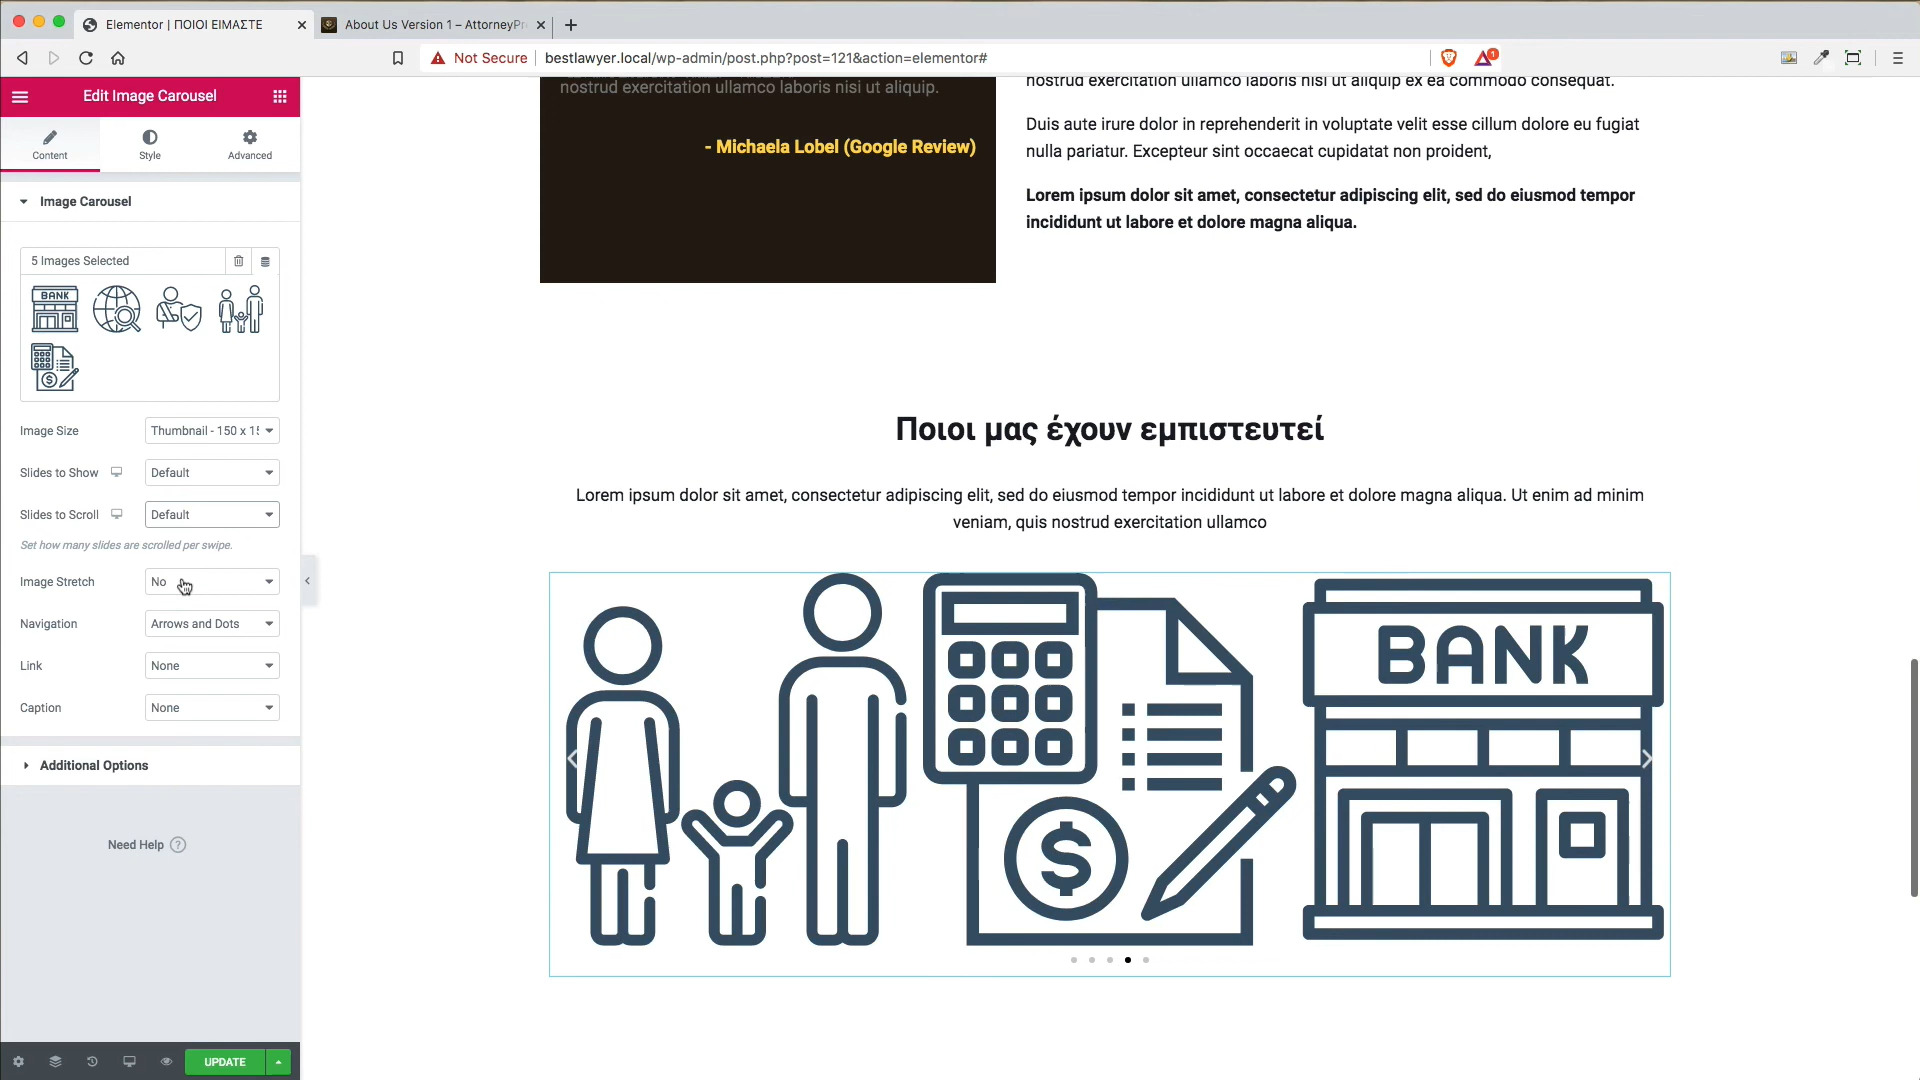 Elementor | ΠΟΙΟΙ ΕΙΜΑΣΤΕ
About Us Version 1 – AttorneyPr
Not Secure
bestlawyer.local/wp-admin/post.php?post=121&action=elementor#
1
Edit Image Carousel
Content
Style
Advanced
Image Carousel
5 Images Selected
BANK
Image Size
Thumbnail - 150 x 15
Slides to Show
Default
Slides to Scroll
Default
Set how many slides are scrolled per swipe.
Image Stretch
No
Navigation
Arrows and Dots
Link
None
Caption
None
Additional Options
Need Help ?
UPDATE
nostrud exercitation ullamco laboris nisi ut aliquip.
- Michaela Lobel (Google Review)
nostrud exercitation ullamco laboris nisi ut aliquip ex ea commodo consequat.
Duis aute irure dolor in reprehenderit in voluptate velit esse cillum dolore eu fugiat
nulla pariatur. Excepteur sint occaecat cupidatat non proident,
Lorem ipsum dolor sit amet, consectetur adipiscing elit, sed do eiusmod tempor
incididunt ut labore et dolore magna aliqua.
Ποιοι μας έχουν εμπιστευτεί
Lorem ipsum dolor sit amet, consectetur adipiscing elit, sed do eiusmod tempor incididunt ut labore et dolore magna aliqua. Ut enim ad minim
veniam, quis nostrud exercitation ullamco
$
BANK